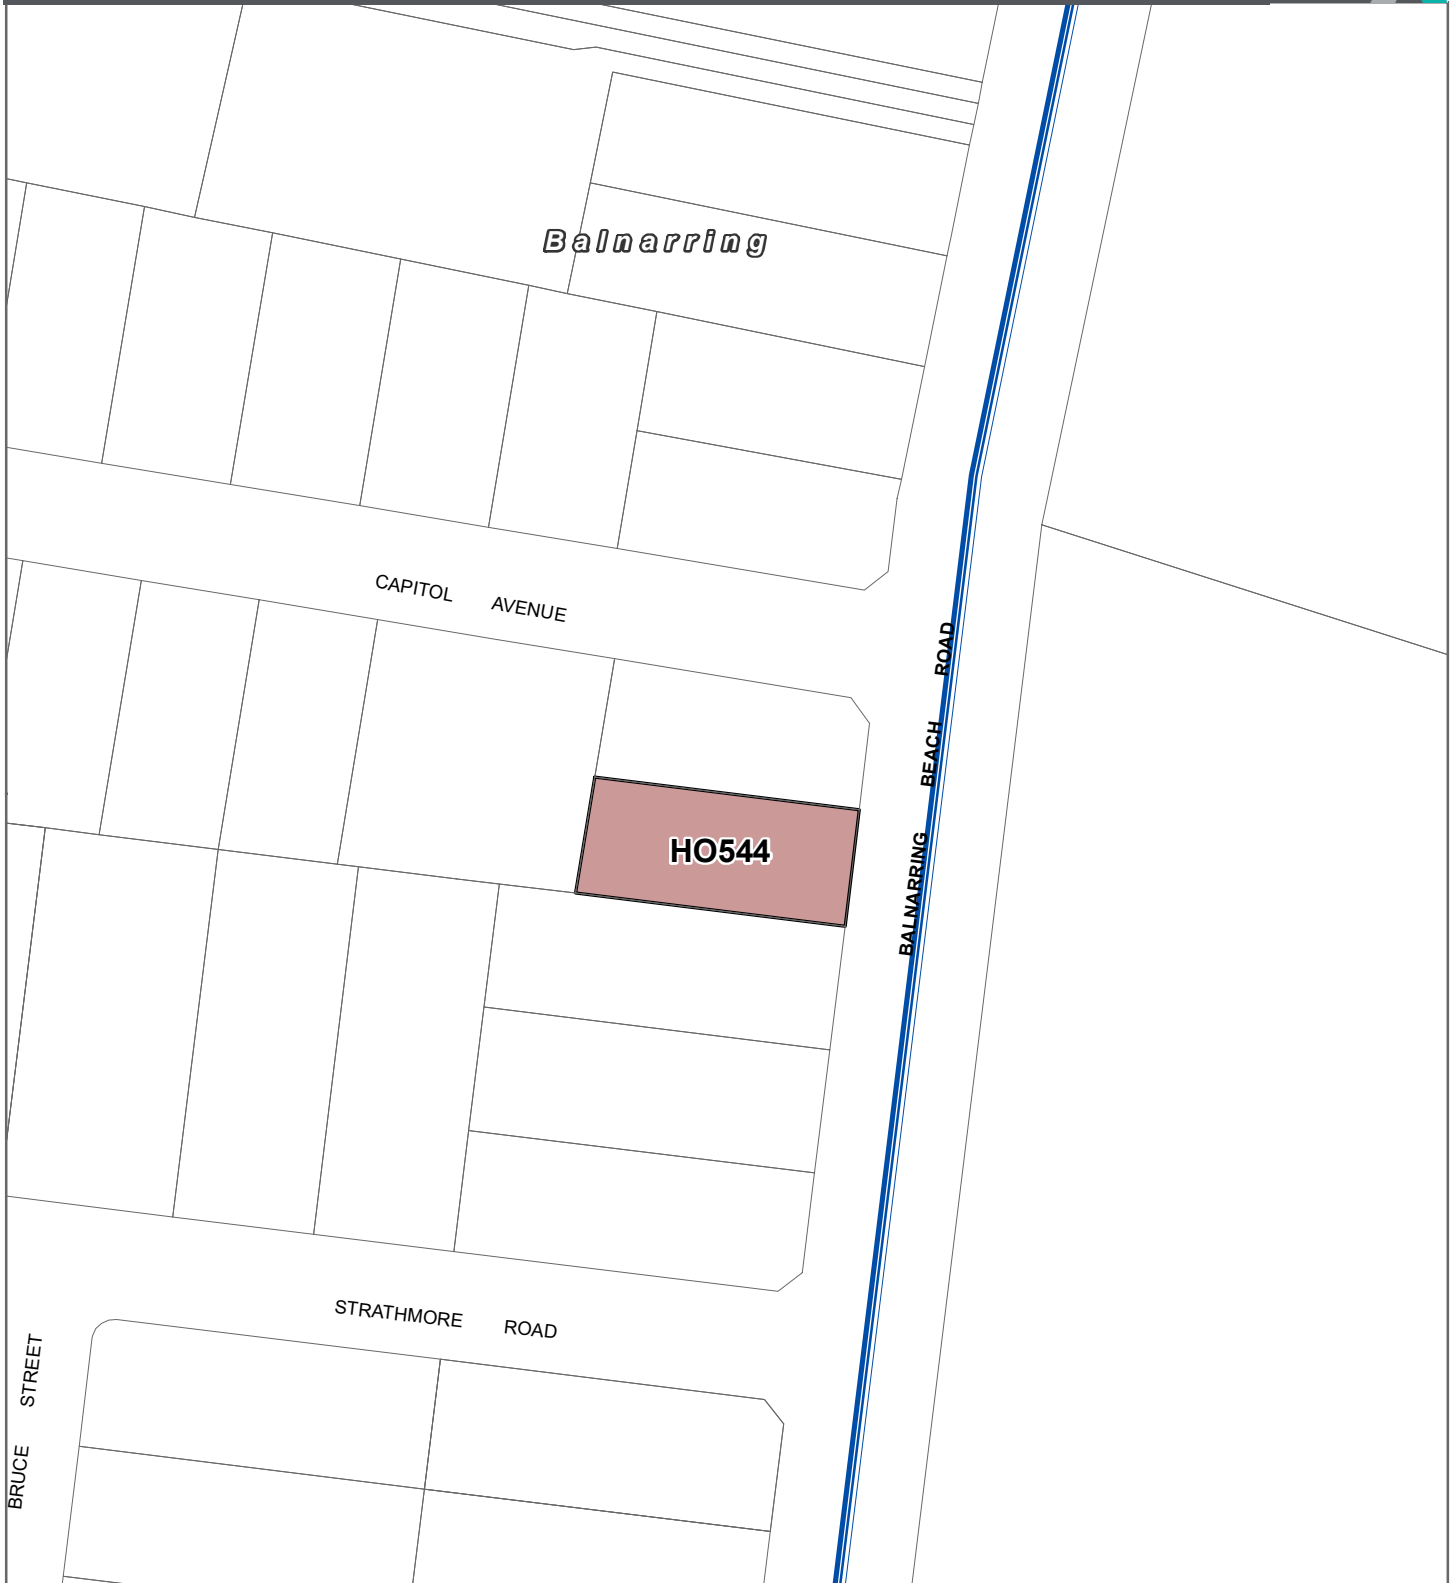 Balnarring
CAPITOL AVENUE
BALNARRING BEACH ROAD
HO544
STRATHMORE ROAD
BRUCE STREET